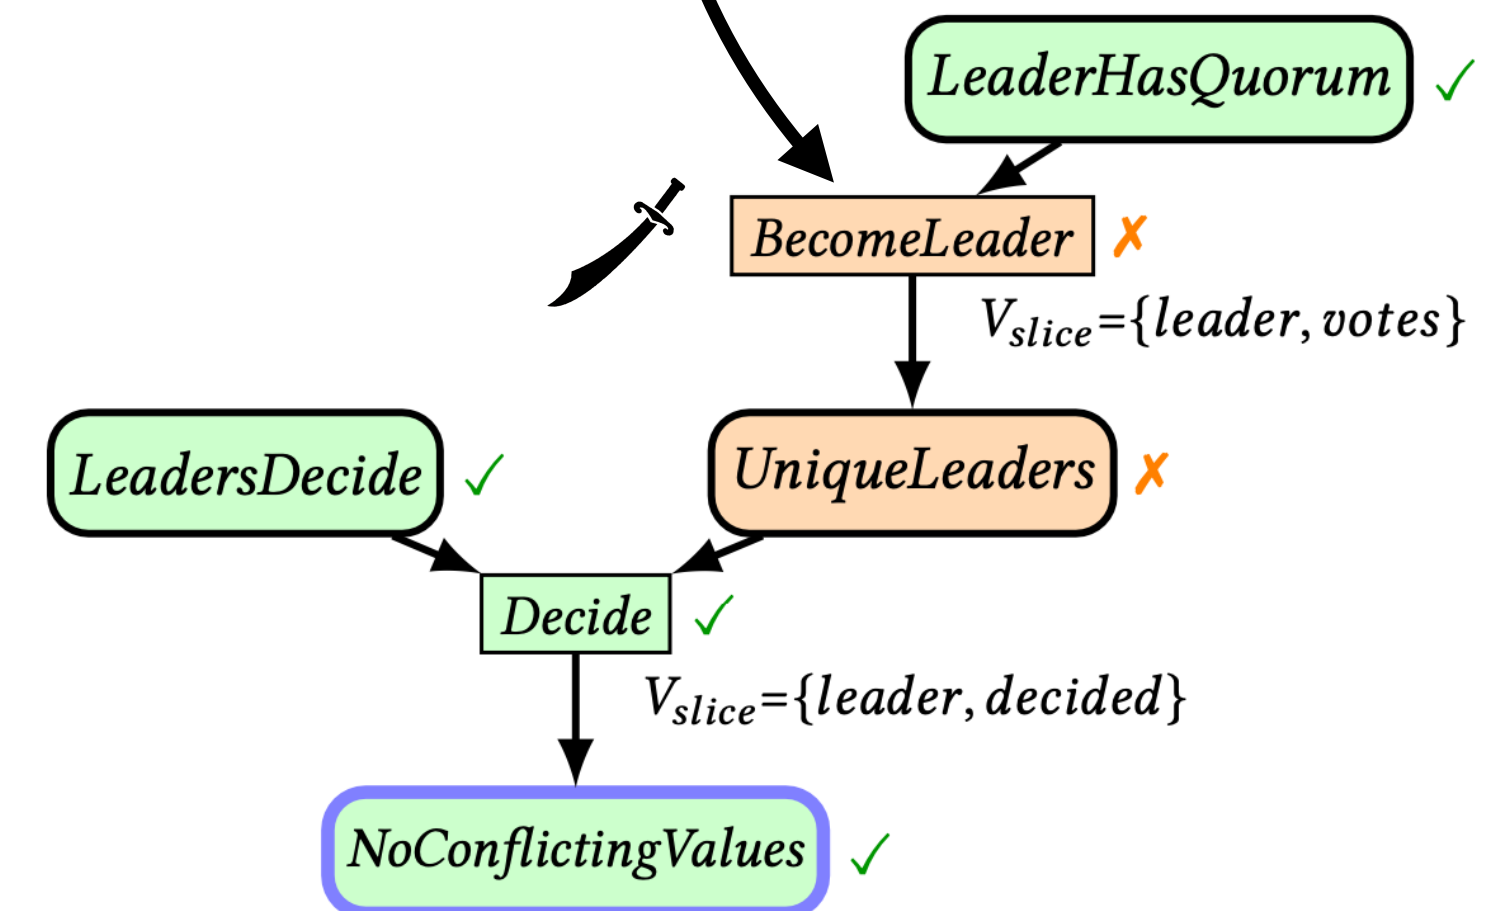 LeaderHasQuorum ✓
BecomeLeader ✗
V_slice={leader, votes}
LeadersDecide ✓
UniqueLeaders ✗
Decide ✓
V_slice={leader, decided}
NoConflictingValues ✓